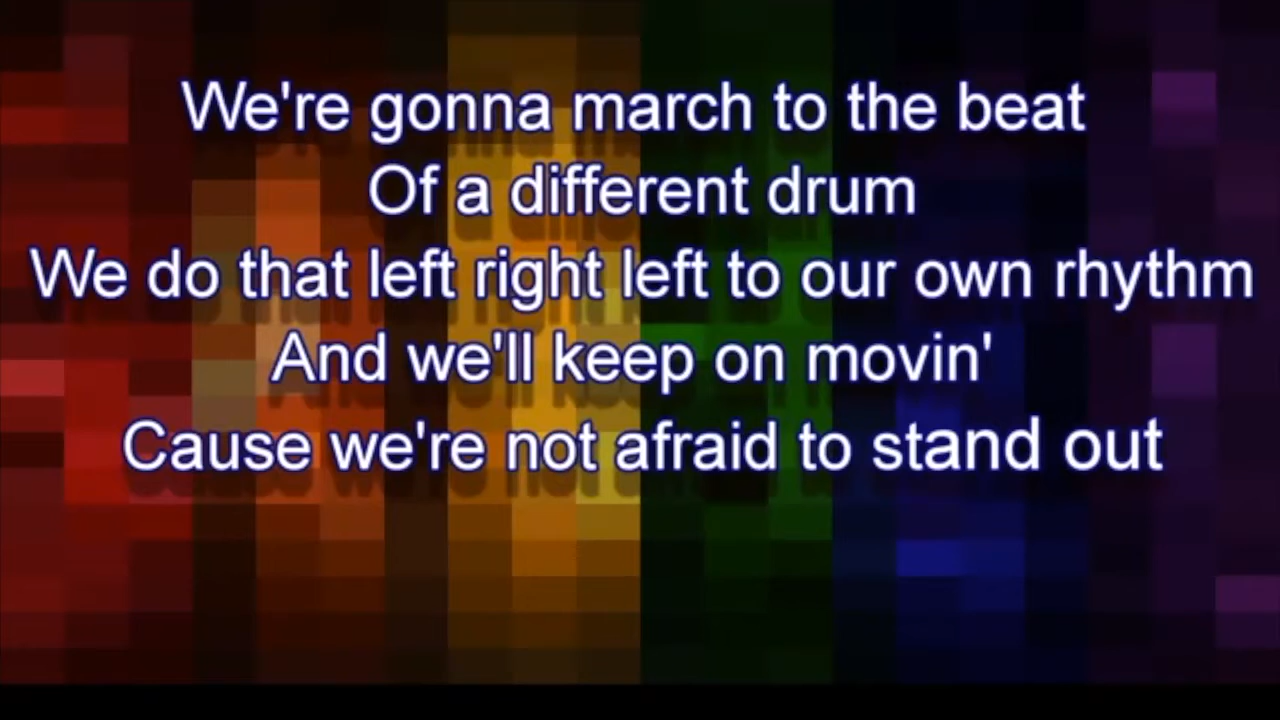 We're gonna march to the beat
Of a different drum
We do that left right left to our own rhythm
And we'll keep on movin'
Cause we're not afraid to stand out